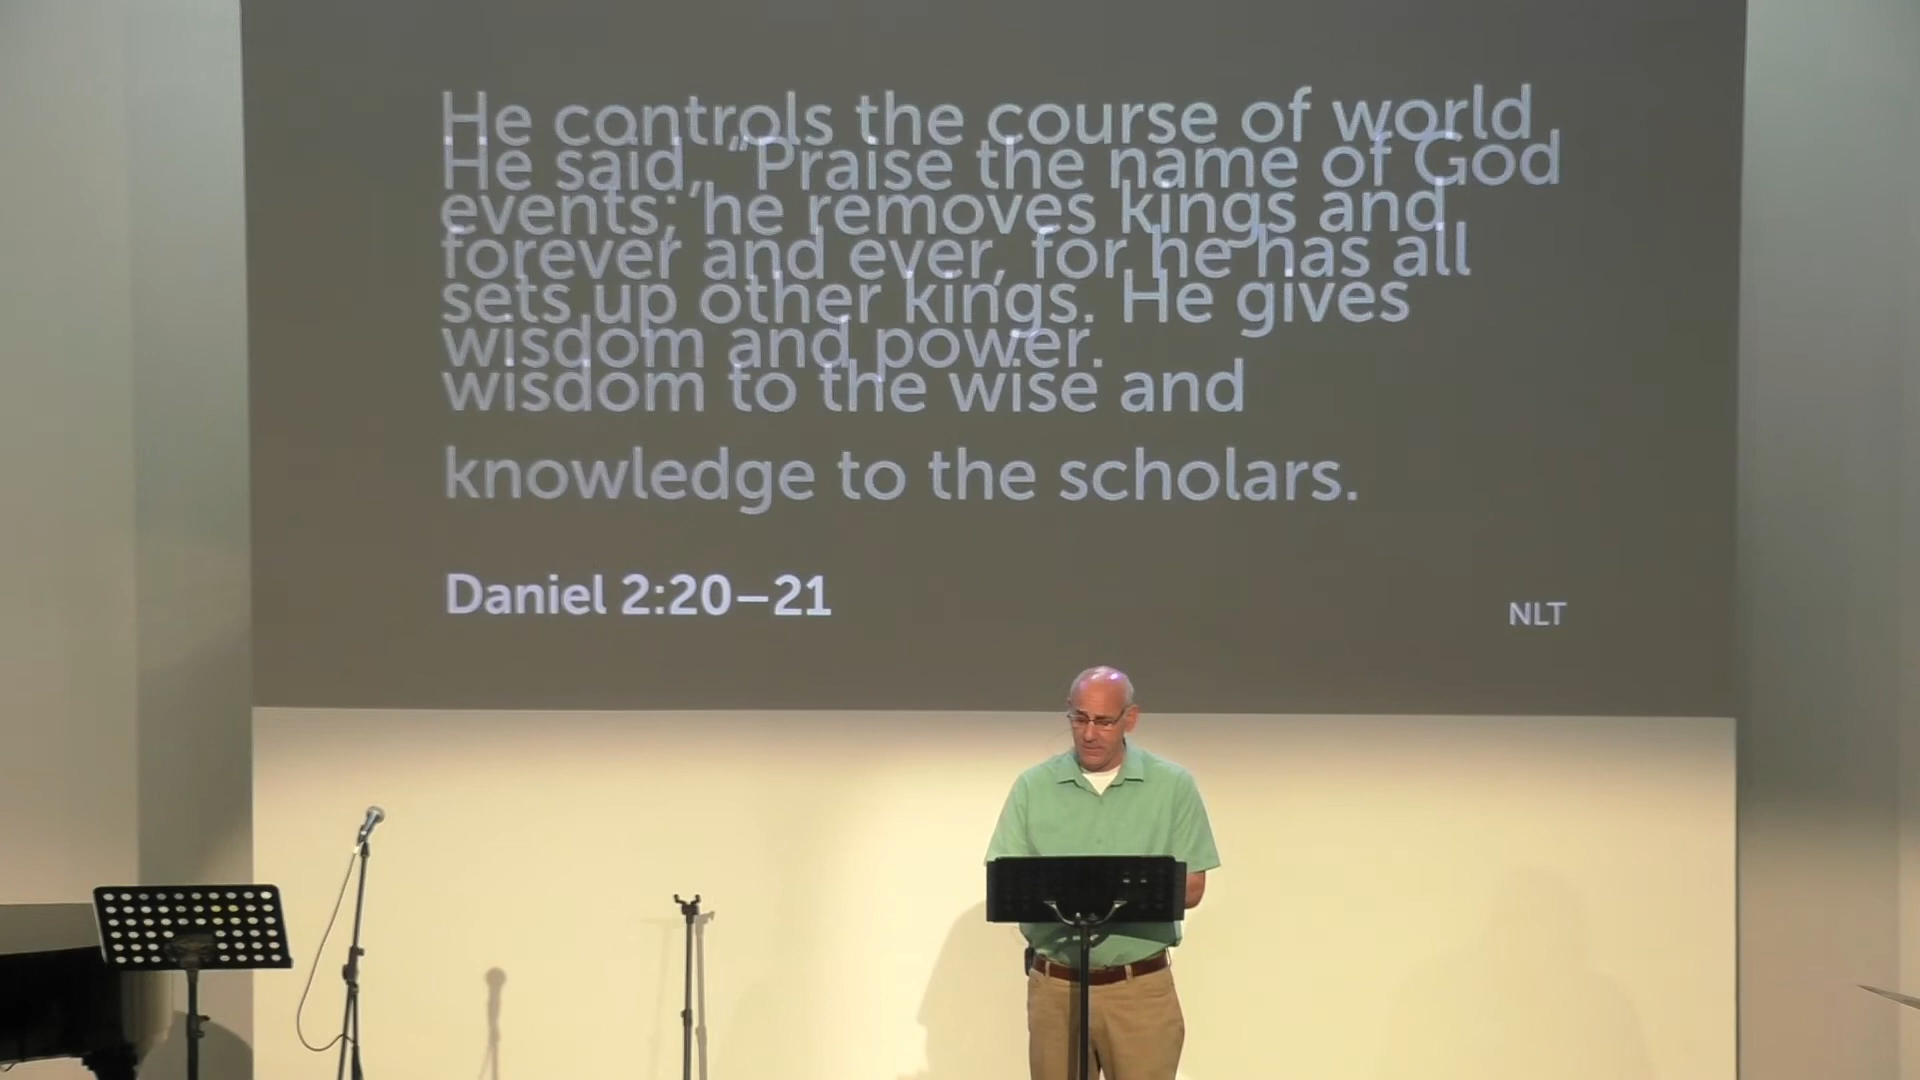 He controls the course of world
He said, “Praise the name of God
events; he removes kings and
forever and ever, for he has all
sets up other kings. He gives
wisdom and power.
wisdom to the wise and
knowledge to the scholars.
Daniel 2:20–21
NLT